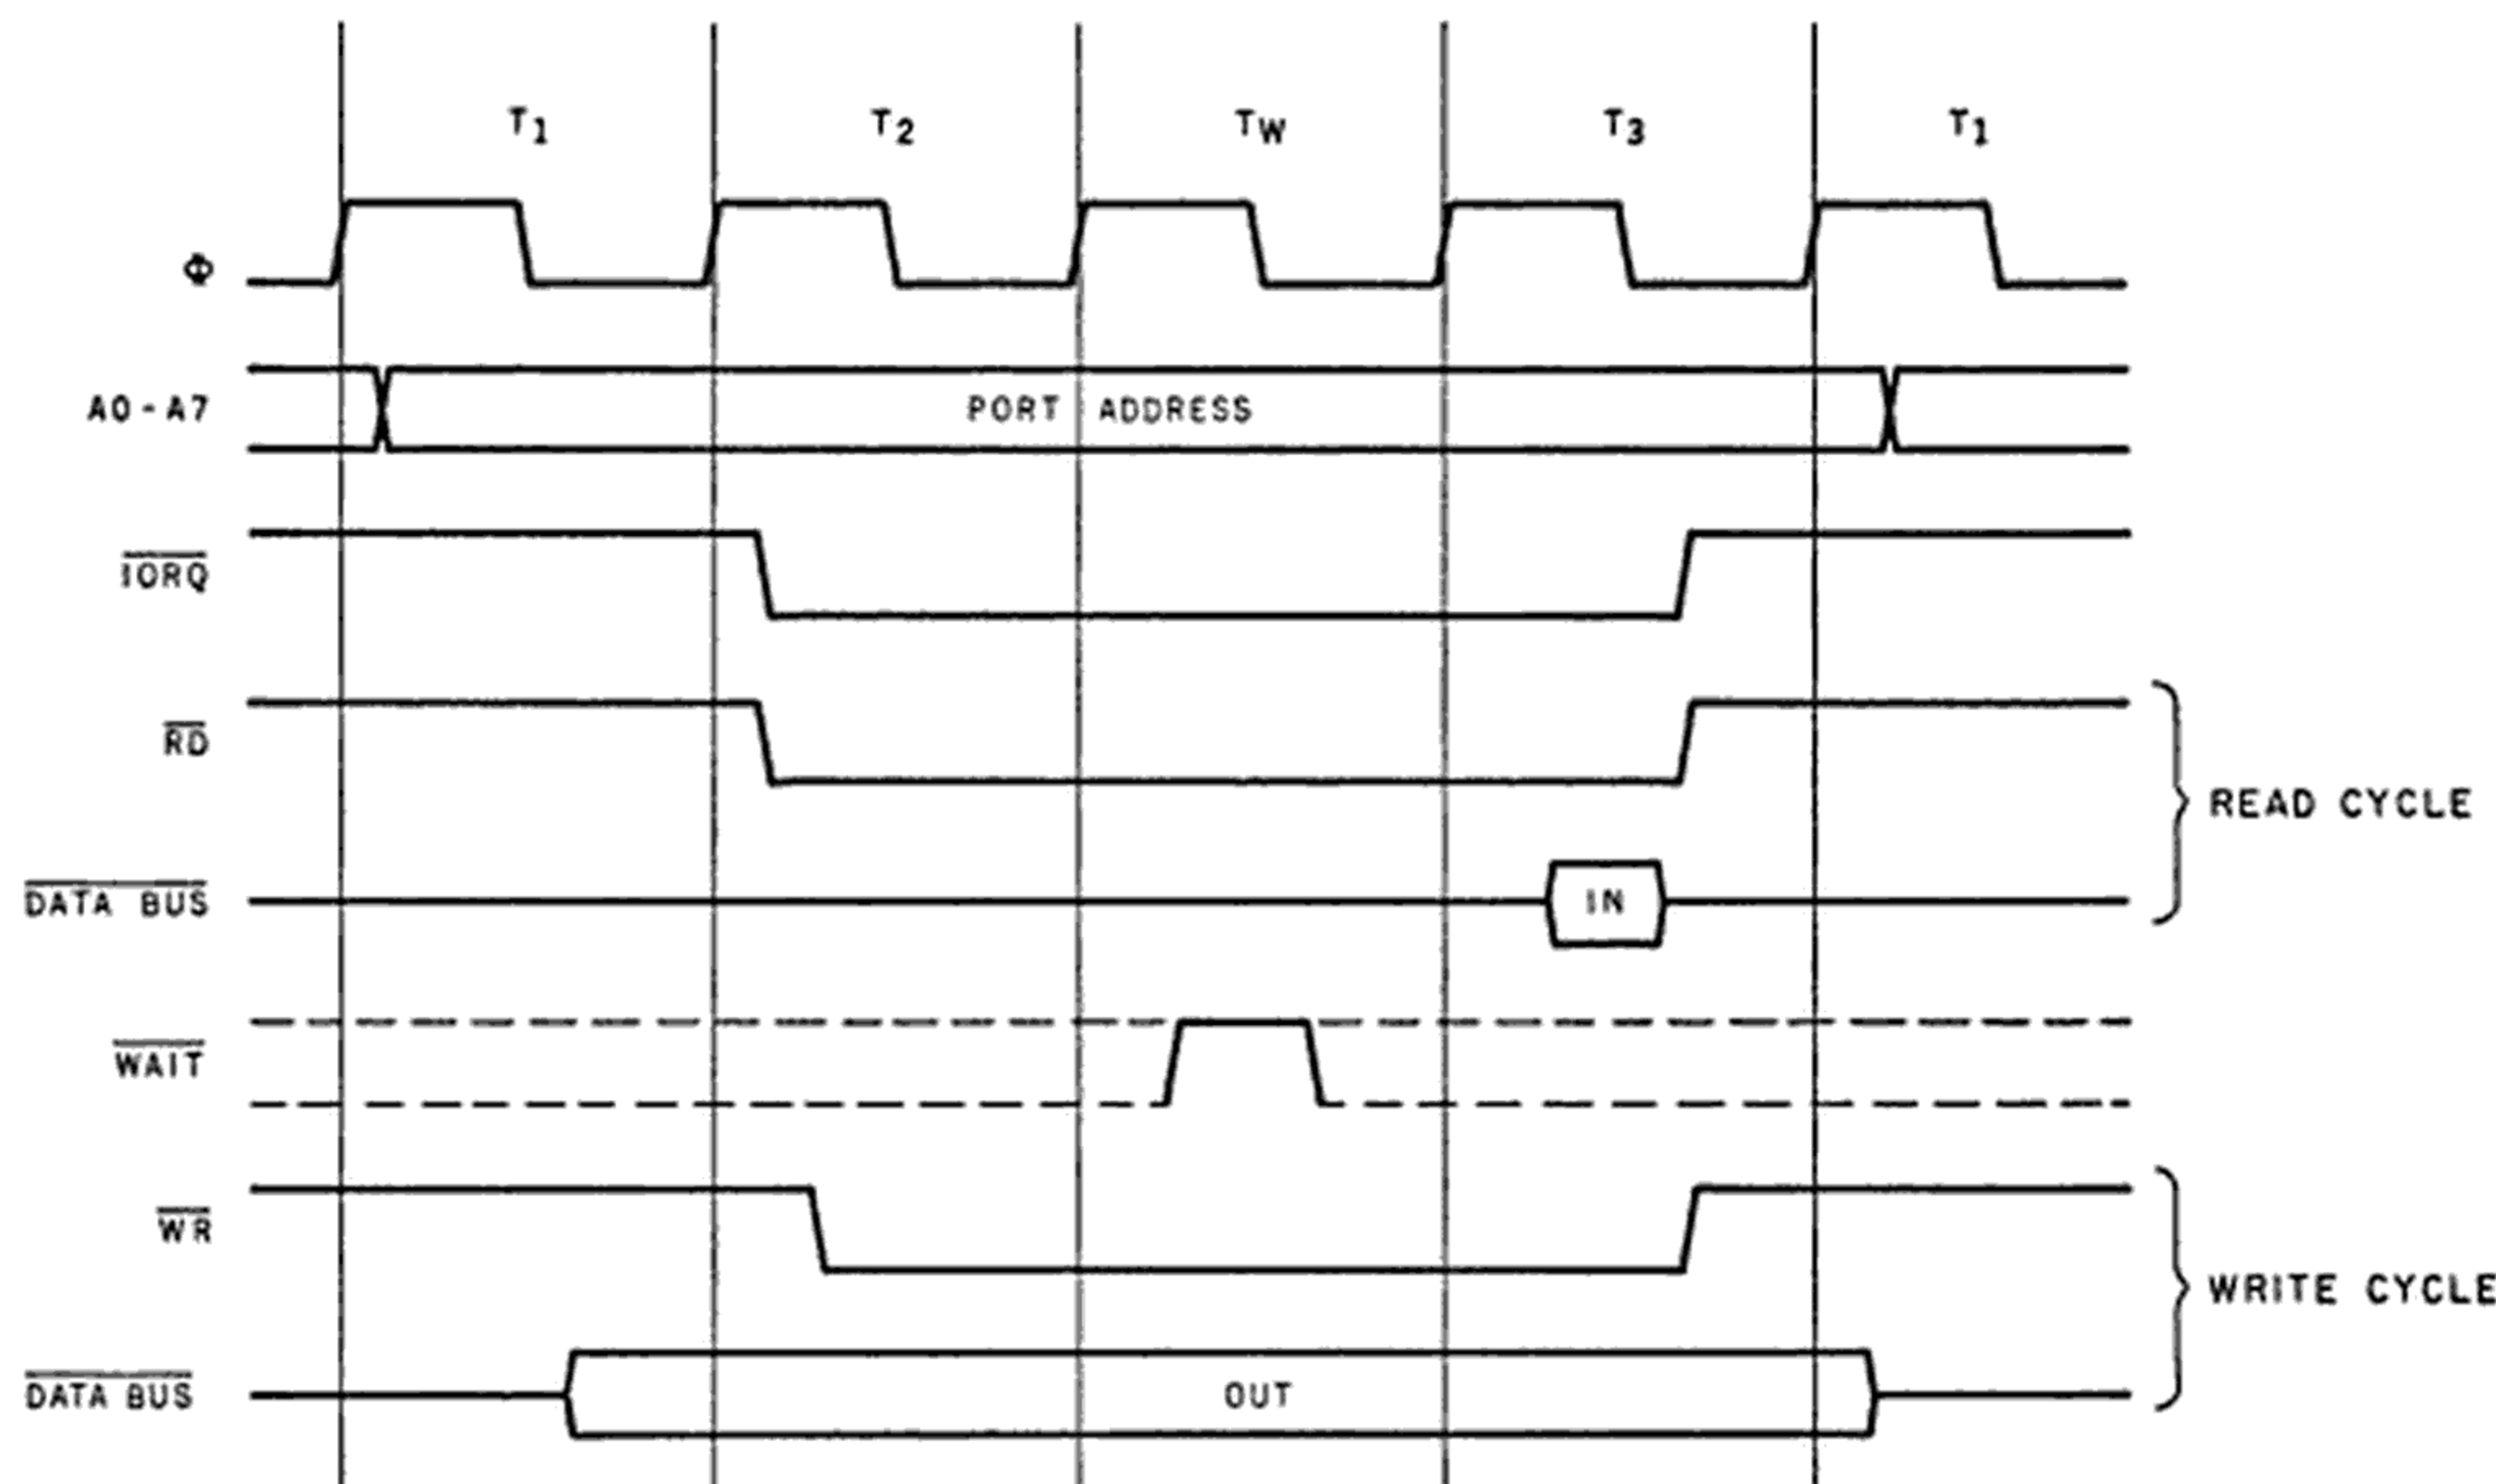 T1 T2 TW T3 T1
Φ
A0-A7 PORT ADDRESS
IORQ
RD
READ CYCLE
DATA BUS IN
WAIT
WR
WRITE CYCLE
DATA BUS OUT